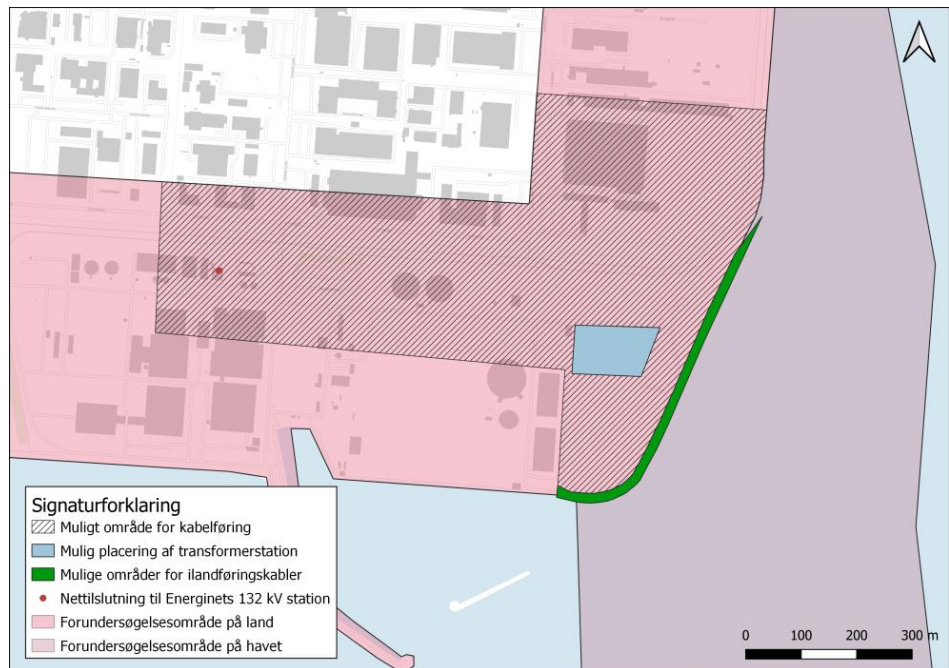 Signaturforklaring
Muligt område for kabelføring
Mulig placering af transformerstation
Mulige områder for ilandføringskabler
Nettilslutning til Energinets 132 kV station
Forundersøgelsesområde på land
Forundersøgelsesområde på havet
0 100 200 300 m